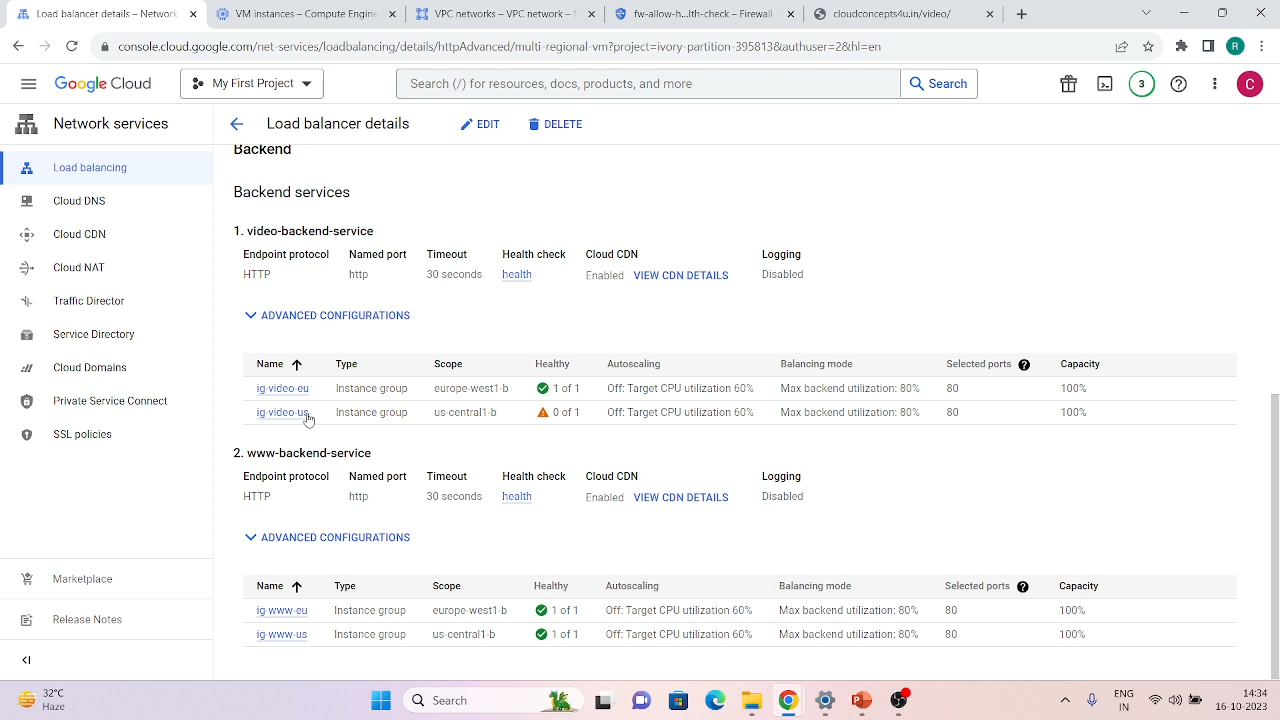 Load balancer details – Network
VM instances – Compute Engine
VPC networks – VPC network –
fw-allow-h...lth-check – Firewall
cloudconcepts4u.in/video/
console.cloud.google.com/net-services/loadbalancing/details/httpAdvanced/multi-regional-vm?project=ivory-partition-395813&authuser=2&hl=en
R
Google Cloud
My First Project
Search (/) for resources, docs, products, and more
Search
3
C
Network services
Load balancer details
EDIT
DELETE
Load balancing
Cloud DNS
Cloud CDN
Cloud NAT
Traffic Director
Service Directory
Cloud Domains
Private Service Connect
SSL policies
Marketplace
Release Notes
Backend
Backend services
1. video-backend-service
Endpoint protocol Named port Timeout Health check Cloud CDN Logging
HTTP http 30 seconds health Enabled VIEW CDN DETAILS Disabled
ADVANCED CONFIGURATIONS
Name Type Scope Healthy Autoscaling Balancing mode Selected ports Capacity
ig-video-eu Instance group europe-west1-b 1 of 1 Off: Target CPU utilization 60% Max backend utilization: 80% 80 100%
ig-video-us Instance group us-central1-b 0 of 1 Off: Target CPU utilization 60% Max backend utilization: 80% 80 100%
2. www-backend-service
Endpoint protocol Named port Timeout Health check Cloud CDN Logging
HTTP http 30 seconds health Enabled VIEW CDN DETAILS Disabled
ADVANCED CONFIGURATIONS
Name Type Scope Healthy Autoscaling Balancing mode Selected ports Capacity
ig-www-eu Instance group europe-west1-b 1 of 1 Off: Target CPU utilization 60% Max backend utilization: 80% 80 100%
ig-www-us Instance group us-central1-b 1 of 1 Off: Target CPU utilization 60% Max backend utilization: 80% 80 100%
32°C
Haze
Search
ENG
IN
14:34
16-10-2023